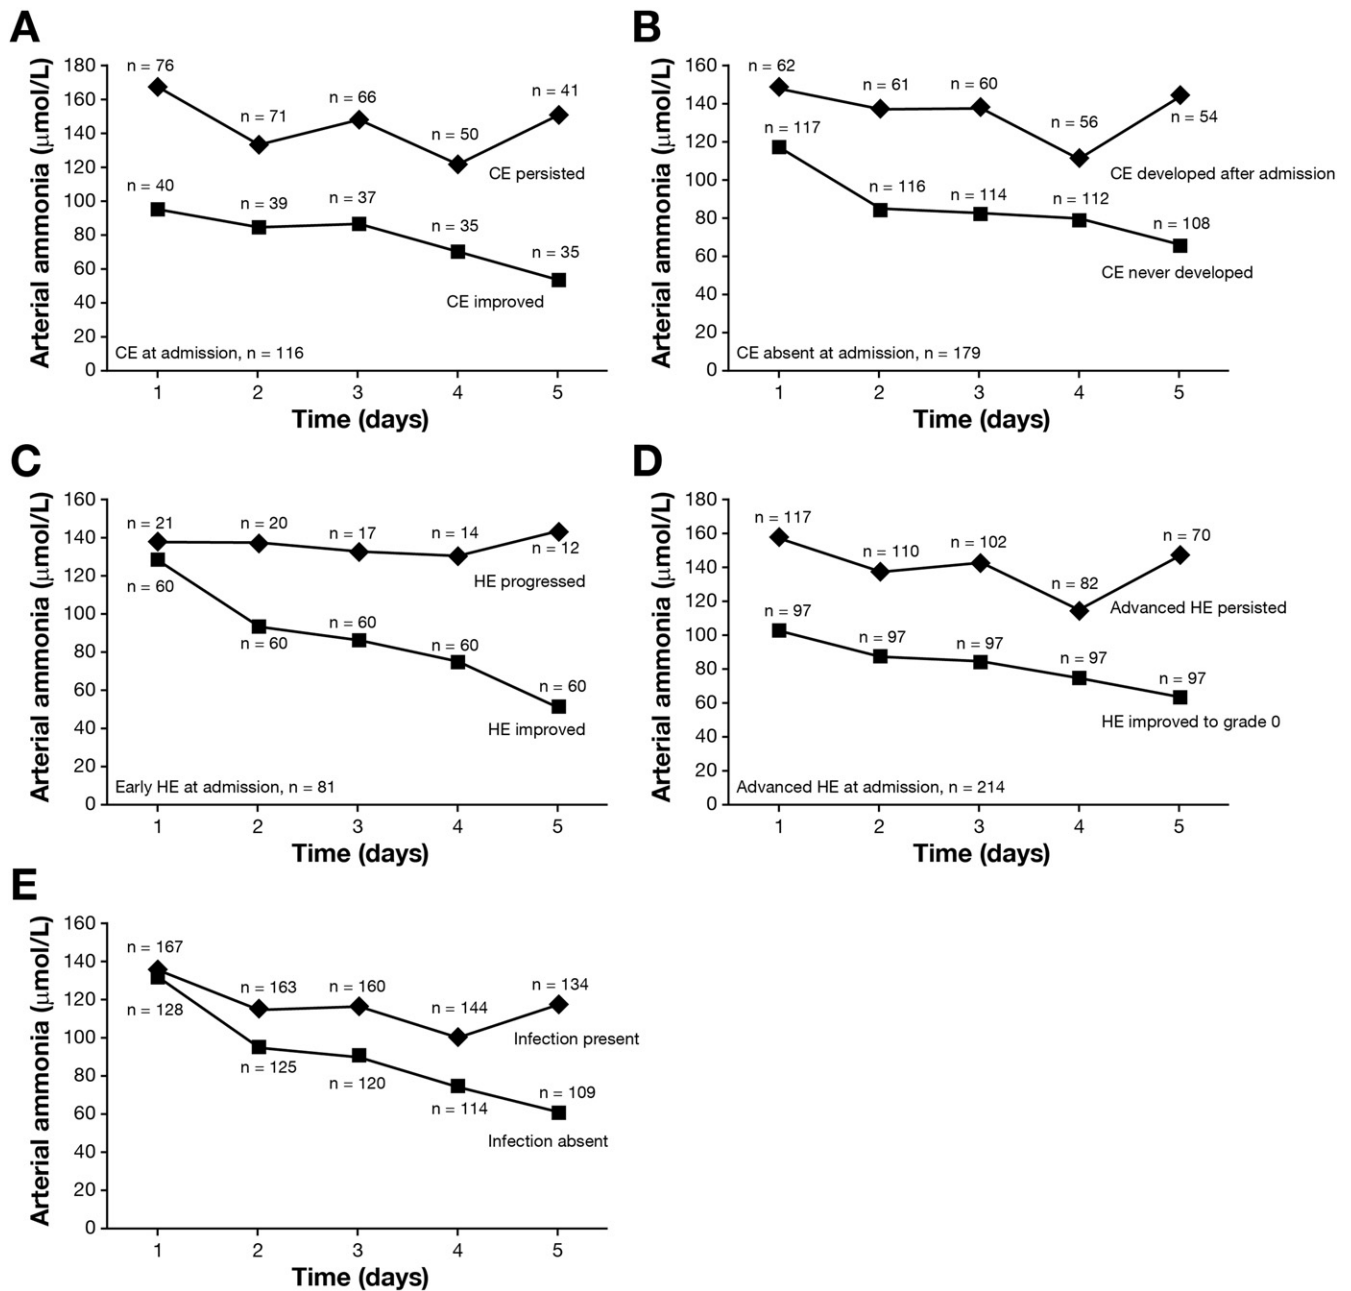 A
Arterial ammonia (μmol/L)
180
160
140
120
100
80
60
40
20
0
n = 76
n = 71
n = 66
n = 50
n = 41
CE persisted
n = 40
n = 39
n = 37
n = 35
n = 35
CE improved
CE at admission, n = 116
1 2 3 4 5
Time (days)
B
Arterial ammonia (μmol/L)
160
140
120
100
80
60
40
20
0
n = 62
n = 61
n = 60
n = 56
n = 54
CE developed after admission
n = 117
n = 116
n = 114
n = 112
n = 108
CE never developed
CE absent at admission, n = 179
1 2 3 4 5
Time (days)
C
Arterial ammonia (μmol/L)
160
140
120
100
80
60
40
20
0
n = 21
n = 20
n = 17
n = 14
n = 12
HE progressed
n = 60
n = 60
n = 60
n = 60
n = 60
HE improved
Early HE at admission, n = 81
1 2 3 4 5
Time (days)
D
Arterial ammonia (μmol/L)
180
160
140
120
100
80
60
40
20
0
n = 117
n = 110
n = 102
n = 82
n = 70
Advanced HE persisted
n = 97
n = 97
n = 97
n = 97
n = 97
HE improved to grade 0
Advanced HE at admission, n = 214
1 2 3 4 5
Time (days)
E
Arterial ammonia (μmol/L)
160
140
120
100
80
60
40
20
0
n = 167
n = 163
n = 160
n = 144
n = 134
Infection present
n = 128
n = 125
n = 120
n = 114
n = 109
Infection absent
1 2 3 4 5
Time (days)